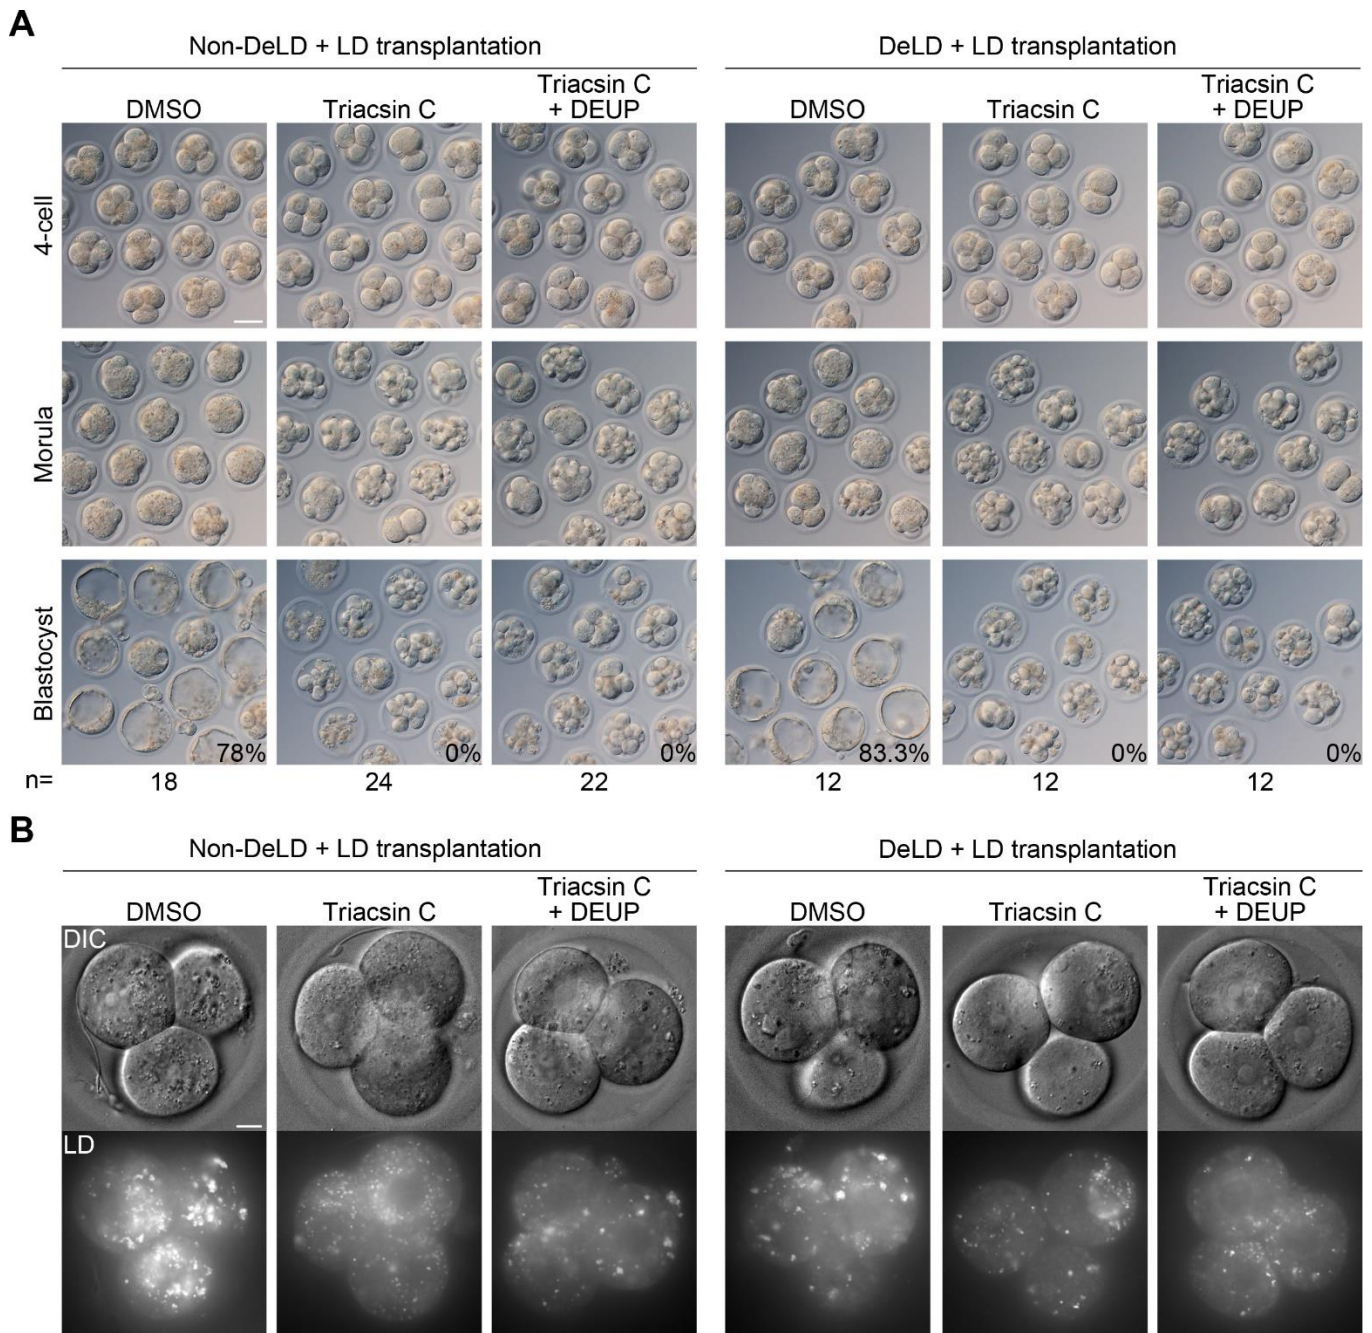 A
Non-DeLD + LD transplantation
DeLD + LD transplantation
DMSO
Triacsin C
Triacsin C
+ DEUP
DMSO
Triacsin C
Triacsin C
+ DEUP
4-cell
Morula
Blastocyst
78%
0%
0%
83.3%
0%
0%
n=
18
24
22
12
12
12
B
Non-DeLD + LD transplantation
DeLD + LD transplantation
DMSO
Triacsin C
Triacsin C
+ DEUP
DMSO
Triacsin C
Triacsin C
+ DEUP
DIC
LD